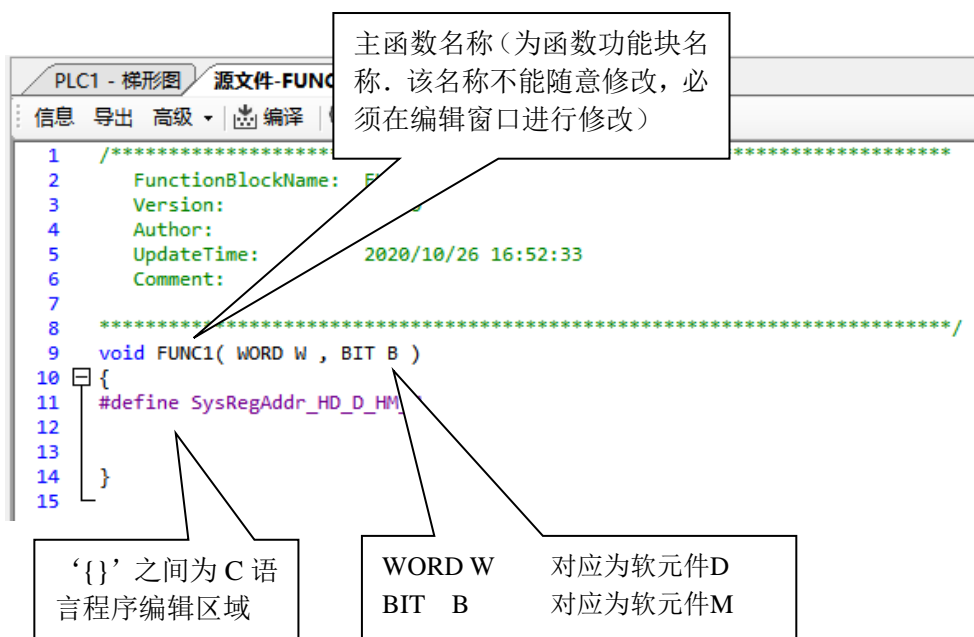 主函数名称（为函数功能块名
称．该名称不能随意修改，必
须在编辑窗口进行修改）
PLC1 - 梯形图 源文件-FUNC
信息 导出 高级 编译
1 /******************** *******************
2 FunctionBlockName:
3 Version:
4 Author:
5 UpdateTime: 2020/10/26 16:52:33
6 Comment:
7
8 **************************************************************************/
9 void FUNC1( WORD W , BIT B )
10 {
11 #define SysRegAddr_HD_D_HM_
12
13
14 }
15
‘{}’之间为 C 语
言程序编辑区域
WORD W 对应为软元件D
BIT B 对应为软元件M